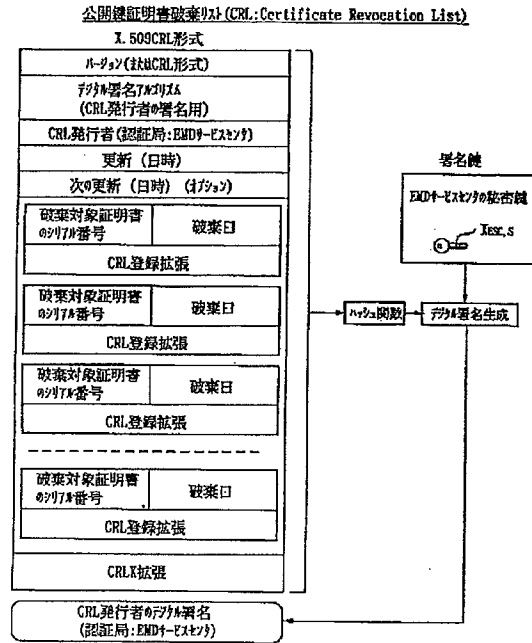 公開鍵証明書破棄リスト(CRL:Certificate Revocation List)
X.509CRL形式
バージョン(またはCRL形式)
デジタル署名アルゴリズム
(CRL発行者の署名用)
CRL発行者(認証局:EMDサービスセンタ)
更新 (日時)
次の更新 (日時) (オプション)
破棄対象証明書
のシリアル番号
破棄日
CRL登録拡張
破棄対象証明書
のシリアル番号
破棄日
CRL登録拡張
破棄対象証明書
のシリアル番号
破棄日
CRL登録拡張
破棄対象証明書
のシリアル番号
破棄日
CRL登録拡張
CRLX拡張
CRL発行者のデジタル署名
(認証局:EMDサービスセンタ)
署名鍵
EMDサービスセンタの秘密鍵
KESC,S
ハッシュ関数
デジタル署名生成